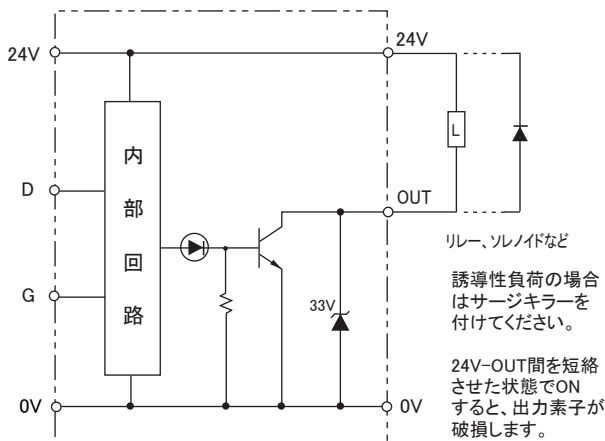 24V
24V
L
内部回路
D
OUT
リレー、ソレノイドなど
G
33V
誘導性負荷の場合
はサージキラーを
付けてください。
24V-OUT間を短絡
させた状態でON
すると、出力素子が
破損します。
0V
0V